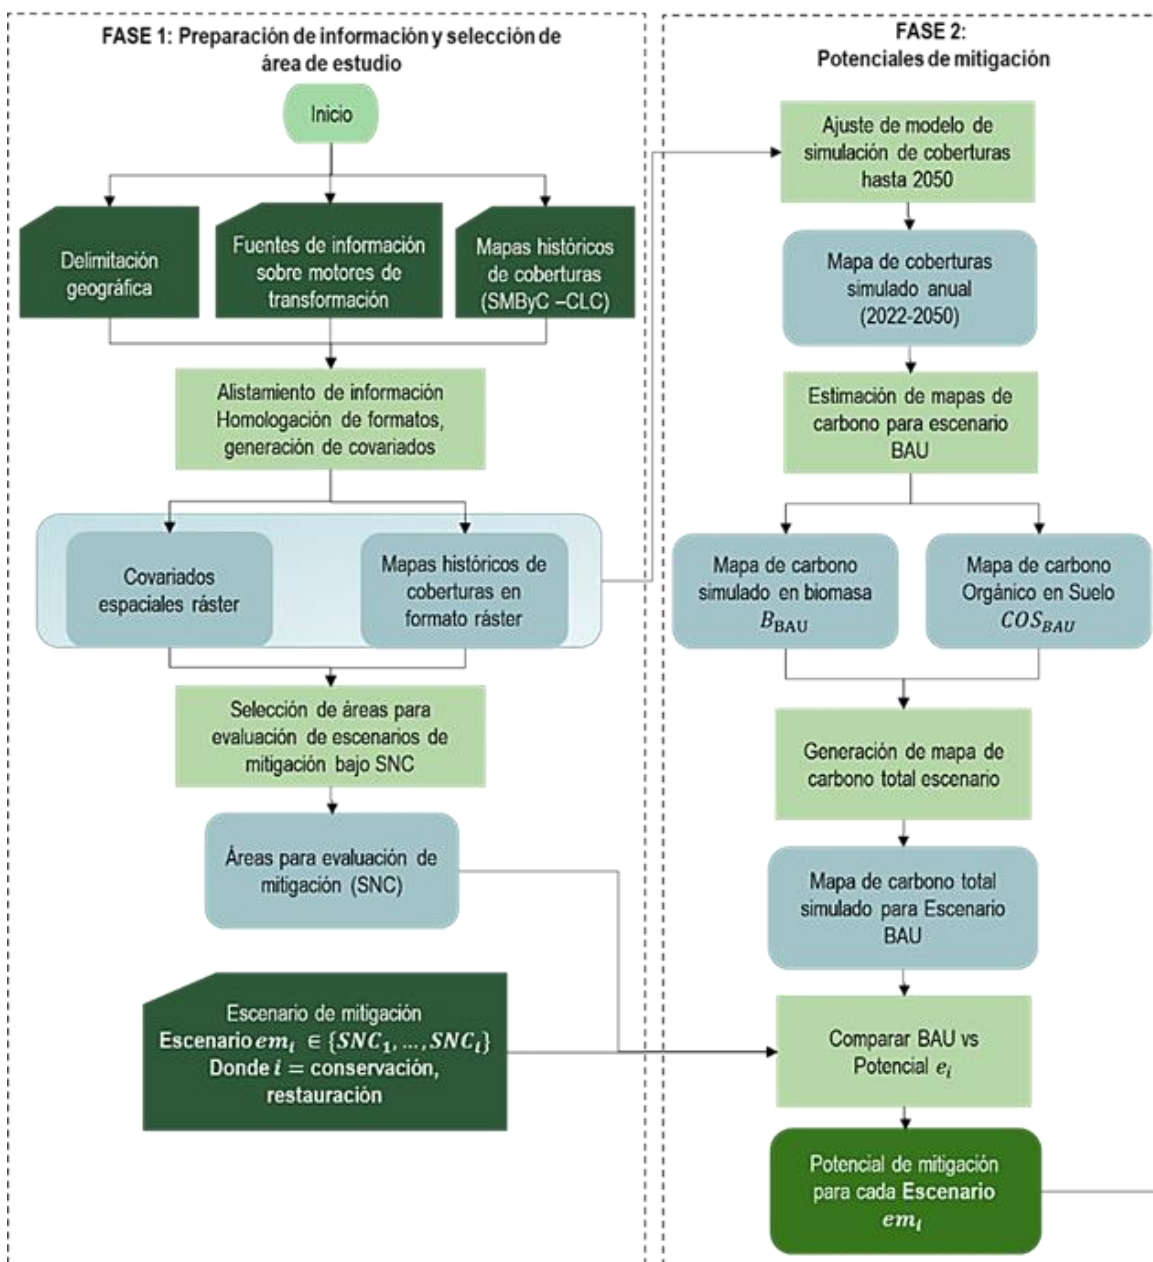 FASE 1: Preparación de información y selección de
área de estudio
Inicio
Delimitación
geográfica
Fuentes de información
sobre motores de
transformación
Mapas históricos
de coberturas
(SMByC –CLC)
Alistamiento de información
Homologación de formatos,
generación de covariados
Covariados
espaciales ráster
Mapas históricos de
coberturas en
formato ráster
Selección de áreas para
evaluación de escenarios de
mitigación bajo SNC
Áreas para evaluación de
mitigación (SNC)
Escenario de mitigación
Escenario em_i ∈ {SNC_1, ..., SNC_i}
Donde i = conservación,
restauración
FASE 2:
Potenciales de mitigación
Ajuste de modelo de
simulación de coberturas
hasta 2050
Mapa de coberturas
simulado anual
(2022-2050)
Estimación de mapas de
carbono para escenario
BAU
Mapa de carbono
simulado en biomasa
B_BAU
Mapa de carbono
Orgánico en Suelo
COS_BAU
Generación de mapa de
carbono total escenario
Mapa de carbono total
simulado para Escenario
BAU
Comparar BAU vs
Potencial e_i
Potencial de mitigación
para cada Escenario
em_i